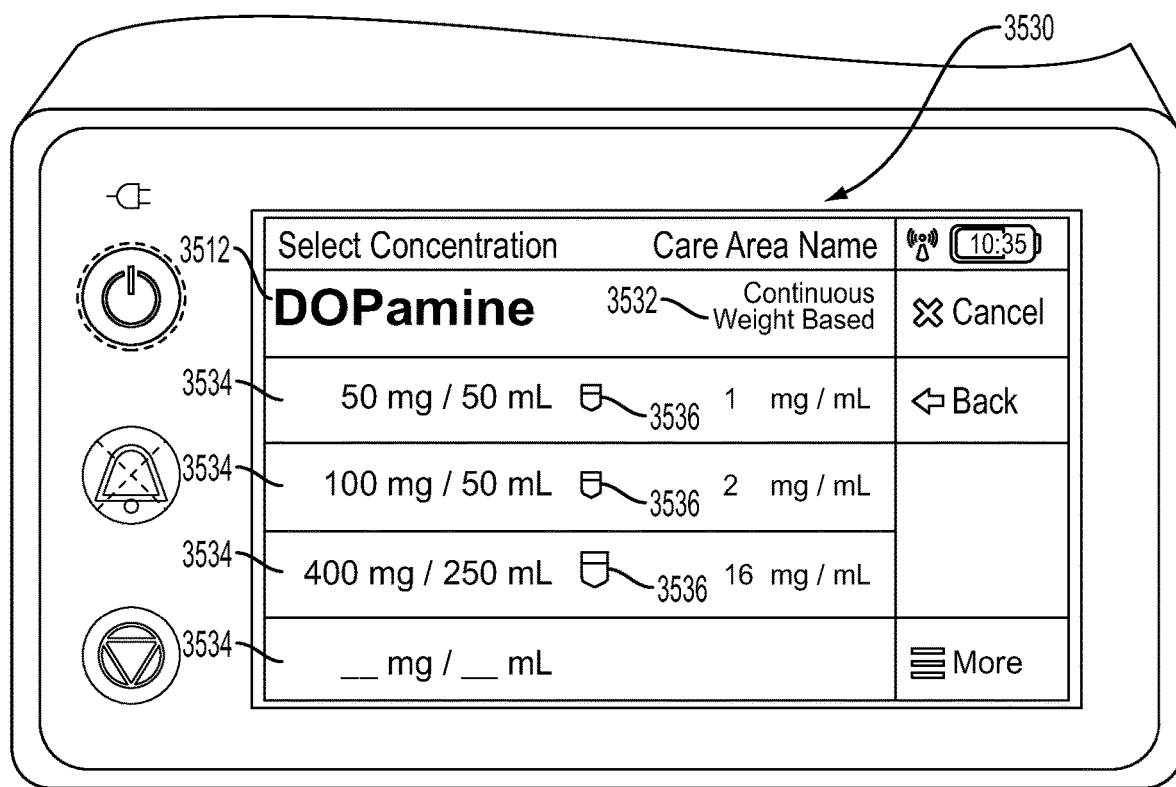 3530
Select Concentration Care Area Name 10:35
3512 DOPamine 3532 Continuous
Weight Based
Cancel
3534 50 mg / 50 mL 3536 1 mg / mL Back
3534 100 mg / 50 mL 3536 2 mg / mL
3534 400 mg / 250 mL 3536 16 mg / mL
3534 __ mg / __ mL More